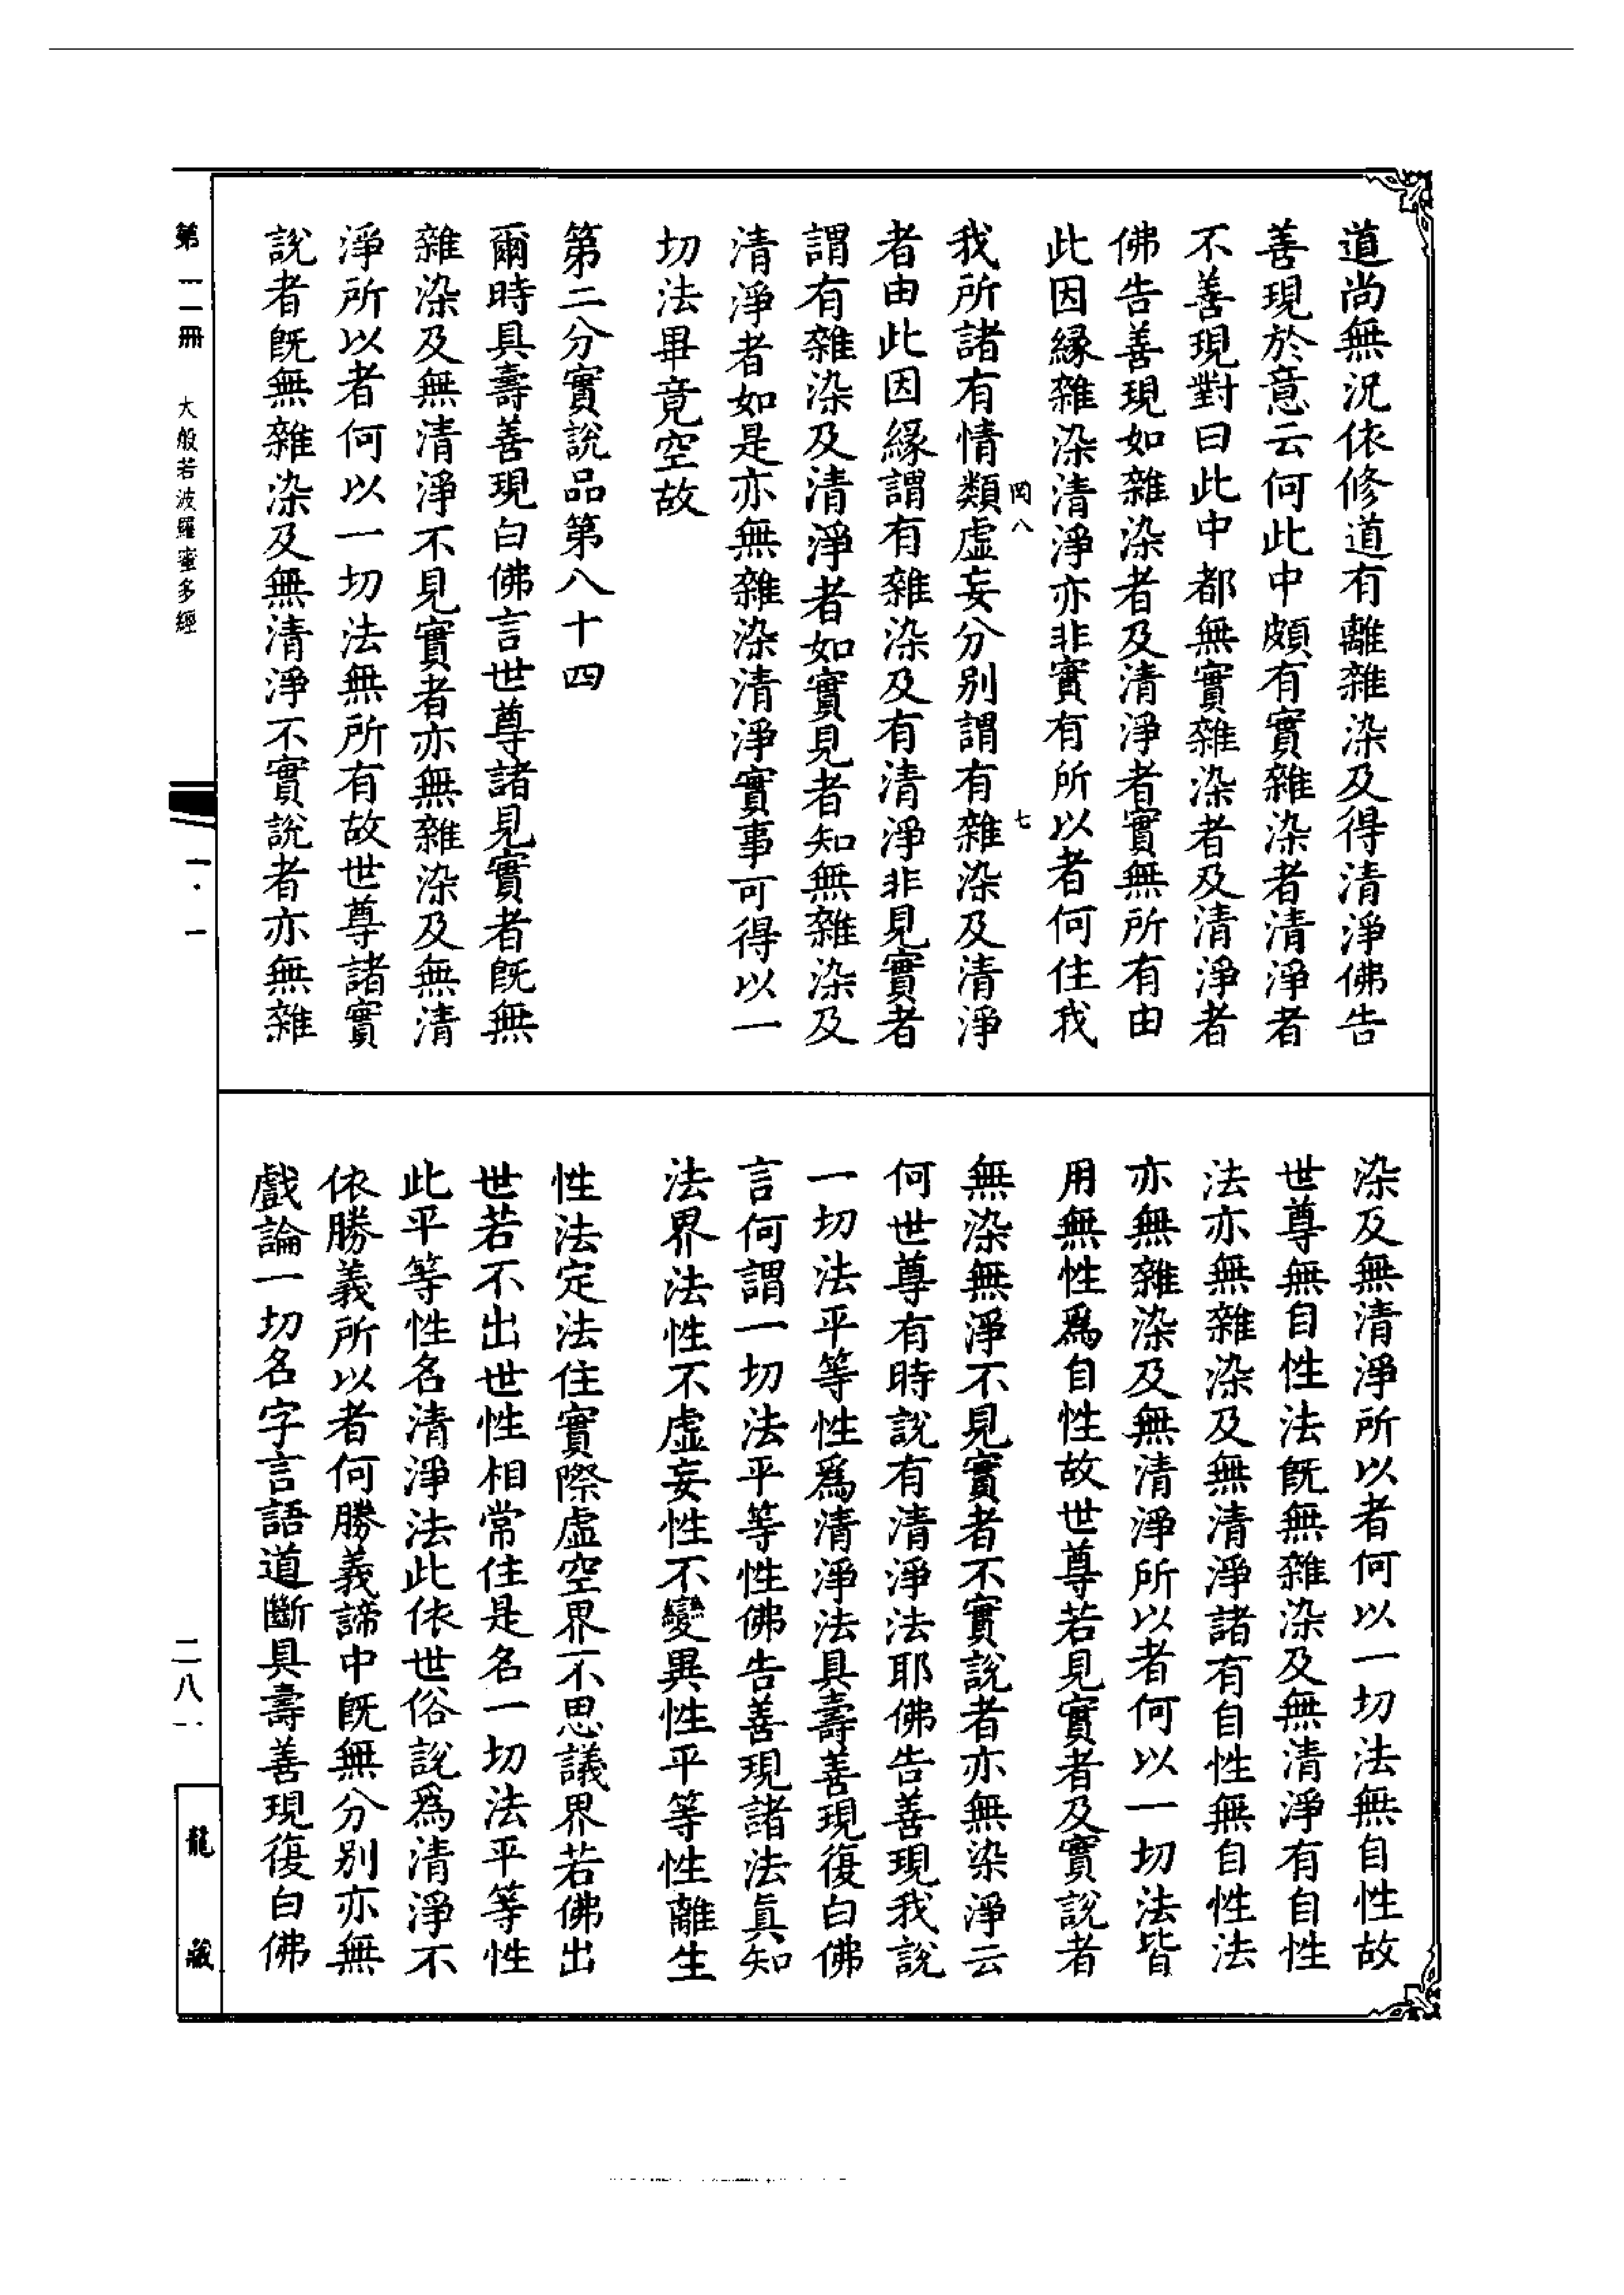 道尚無況依修道有離雜染及得清淨佛告
善現於意云何此中頗有實雜染者清淨者
不善現對曰此中都無實雜染者及清淨者
佛告善現如雜染者及清淨者實無所有由
此因緣雜染清淨亦非實有所以者何住我
岡八 七
我所諸有情類虛妄分別謂有雜染及清淨
者由此因緣謂有雜染及有清淨非見實者
謂有雜染及清淨者如實見者知無雜染及
清淨者如是亦無雜染清淨實事可得以一
切法畢竟空故
第二分實說品第八十四
爾時具壽善現白佛言世尊諸見實者既無
雜染及無清淨不見實者亦無雜染及無清
淨所以者何以一切法無所有故世尊諸實
說者既無雜染及無清淨不實說者亦無雜
染及無清淨所以者何以一切法無自性故
世尊無自性法既無雜染及無清淨有自性
法亦無雜染及無清淨諸有自性無自性法
亦無雜染及無清淨所以者何以一切法皆
用無性爲自性故世尊若見實者及實說者
無染無淨不見實者不實說者亦無染淨云
何世尊有時說有清淨法耶佛告善現我說
一切法平等性爲清淨法具壽善現復白佛
言何謂一切法平等性佛告善現諸法真知
法界法性不虛妄性不變異性平等性離生
性法定法住實際虛空界不思議界若佛出
世若不出世性相常住是名一切法平等性
此平等性名清淨法此依世俗說爲清淨不
依勝義所以者何勝義諦中既無分別亦無
戲論一切名字言語道斷具壽善現復白佛
第一一冊 大般若波羅蜜多經
一·一
二八一
龍藏